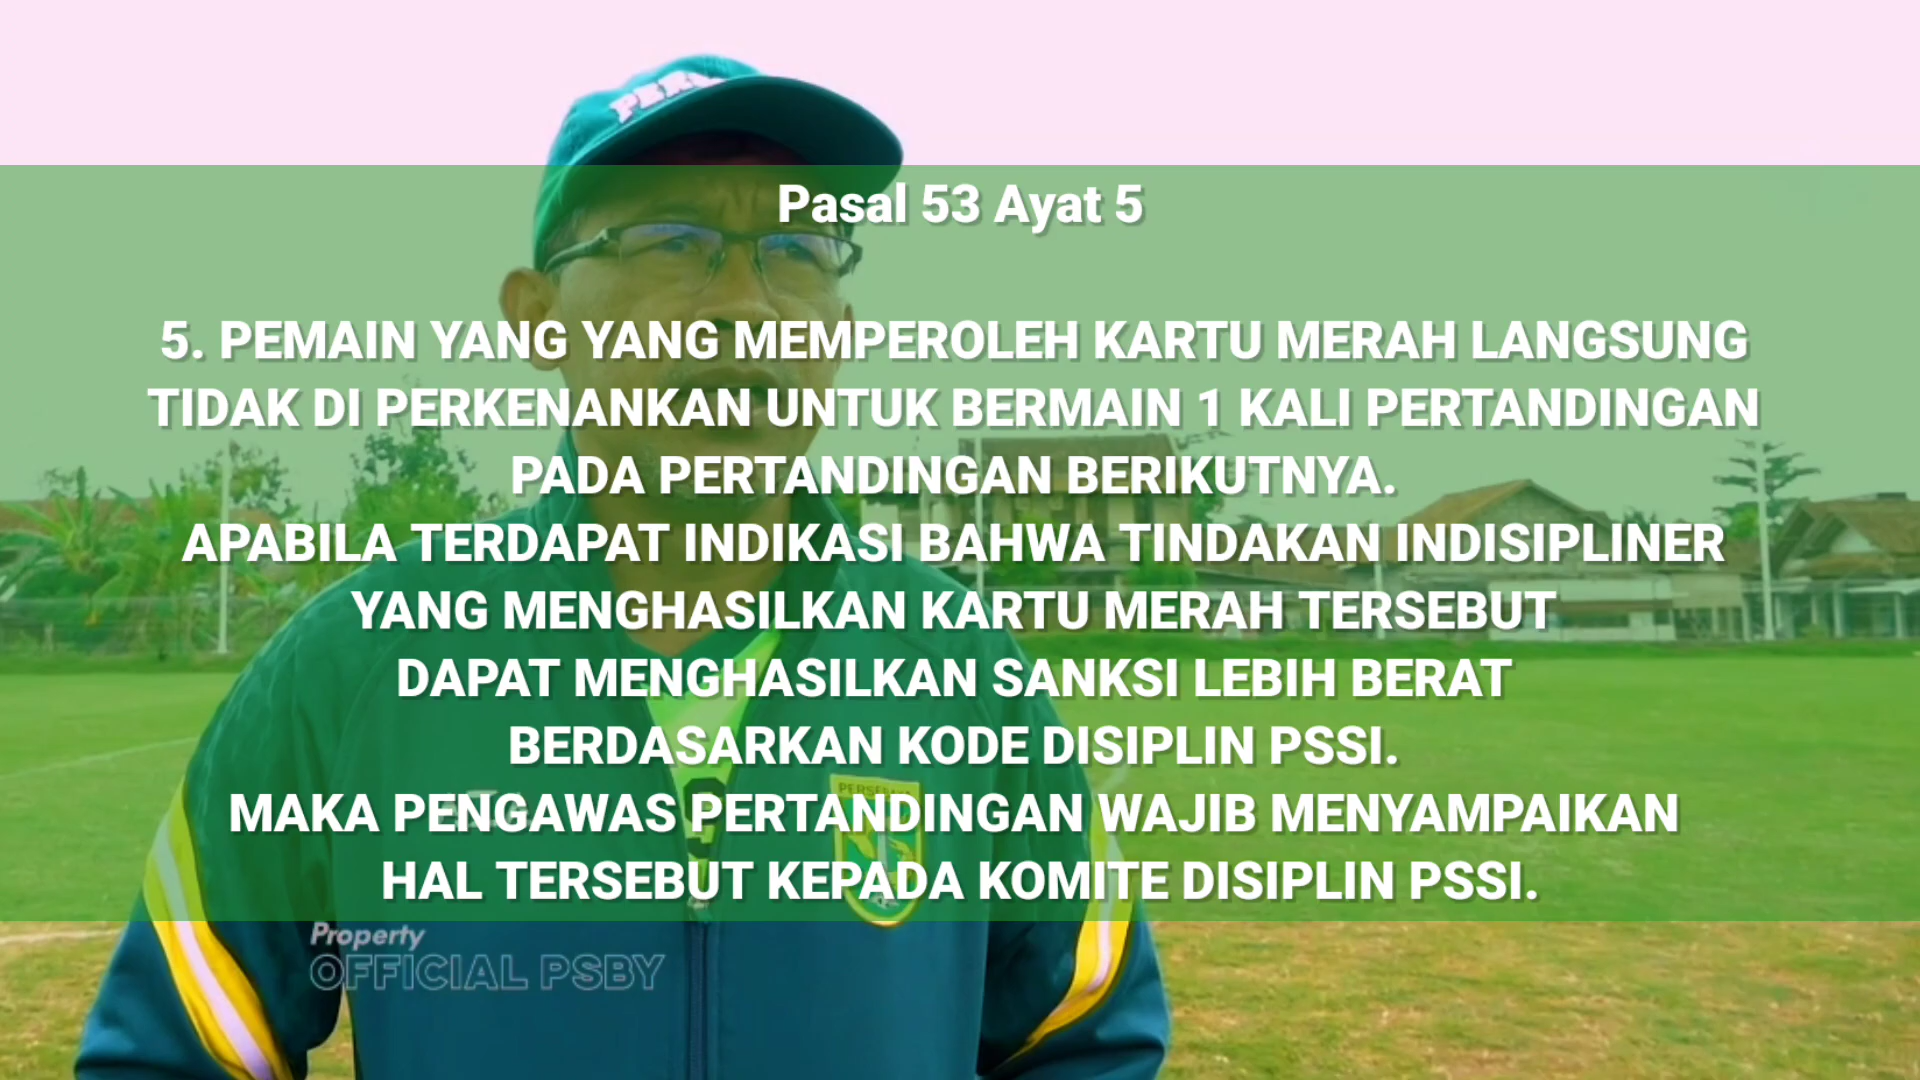 Pasal 53 Ayat 5
5. PEMAIN YANG YANG MEMPEROLEH KARTU MERAH LANGSUNG
TIDAK DI PERKENANKAN UNTUK BERMAIN 1 KALI PERTANDINGAN
PADA PERTANDINGAN BERIKUTNYA.
APABILA TERDAPAT INDIKASI BAHWA TINDAKAN INDISIPLINER
YANG MENGHASILKAN KARTU MERAH TERSEBUT
DAPAT MENGHASILKAN SANKSI LEBIH BERAT
BERDASARKAN KODE DISIPLIN PSSI.
MAKA PENGAWAS PERTANDINGAN WAJIB MENYAMPAIKAN
HAL TERSEBUT KEPADA KOMITE DISIPLIN PSSI.
Property
OFFICIAL PSBY